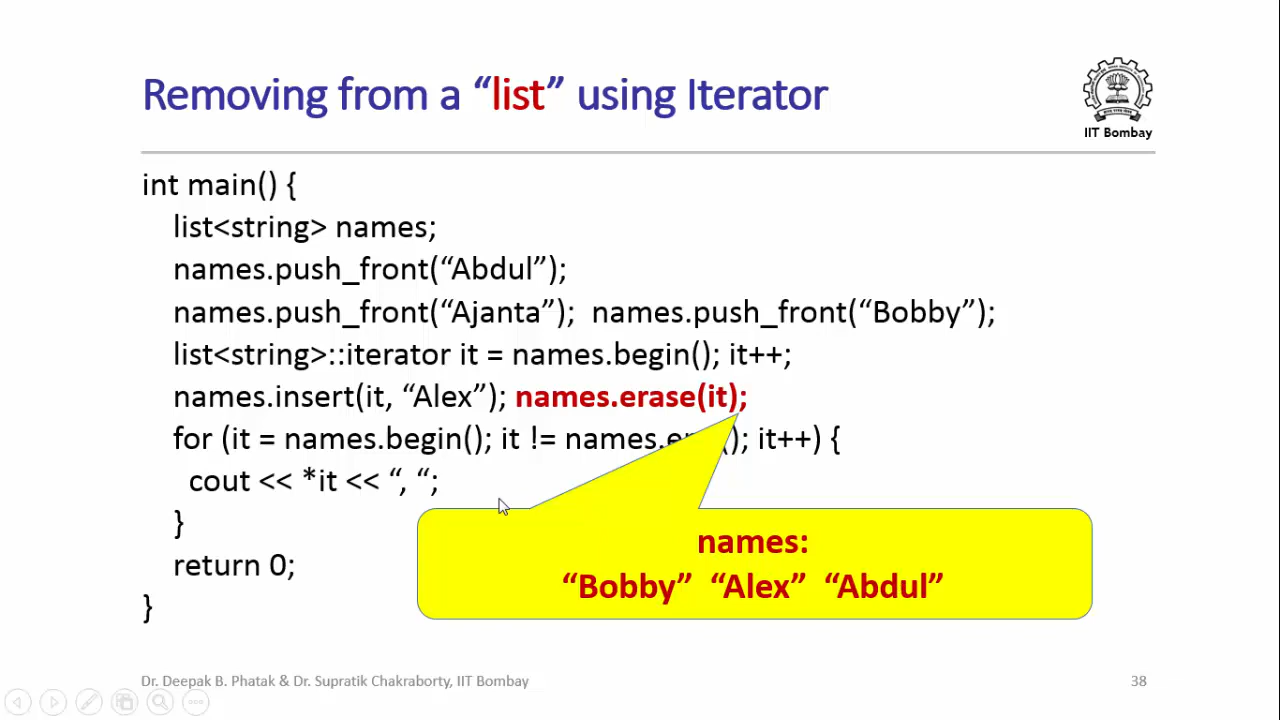 Removing from a “list” using Iterator
IIT Bombay
int main() {
list<string> names;
names.push_front(“Abdul”);
names.push_front(“Ajanta”); names.push_front(“Bobby”);
list<string>::iterator it = names.begin(); it++;
names.insert(it, “Alex”); names.erase(it);
for (it = names.begin(); it != names.e(); it++) {
cout << *it << “, “;
}
return 0;
}
names:
“Bobby” “Alex” “Abdul”
Dr. Deepak B. Phatak & Dr. Supratik Chakraborty, IIT Bombay
38